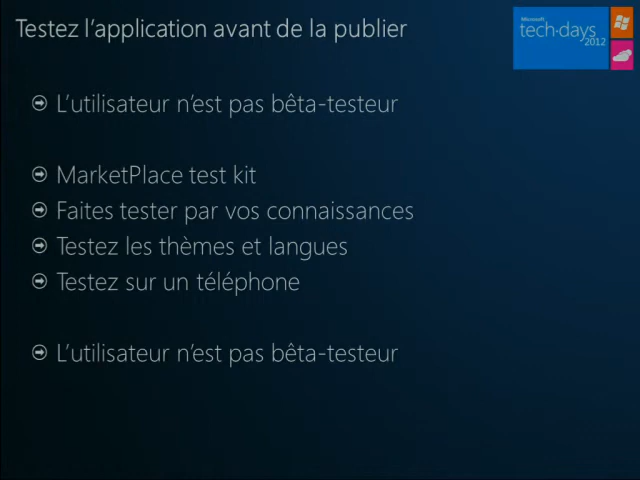 Testez l'application avant de la publier
Microsoft
tech·days
2012
L'utilisateur n'est pas bêta-testeur
MarketPlace test kit
Faites tester par vos connaissances
Testez les thèmes et langues
Testez sur un téléphone
L'utilisateur n'est pas bêta-testeur